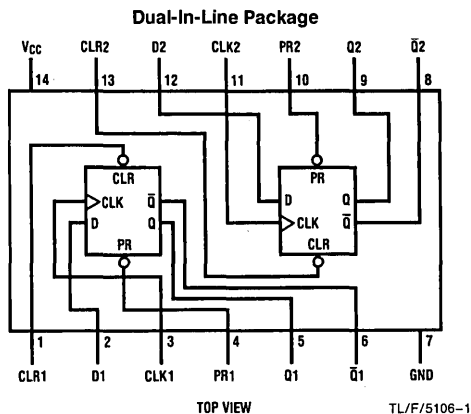 Dual-In-Line Package
VCC CLR2 D2 CLK2 PR2 Q2 Q̅2
14 13 12 11 10 9 8
CLR PR
CLK Q̅ D Q
D Q CLK Q̅
PR CLR
1 2 3 4 5 6 7
CLR1 D1 CLK1 PR1 Q1 Q̅1 GND
TOP VIEW TL/F/5106–1